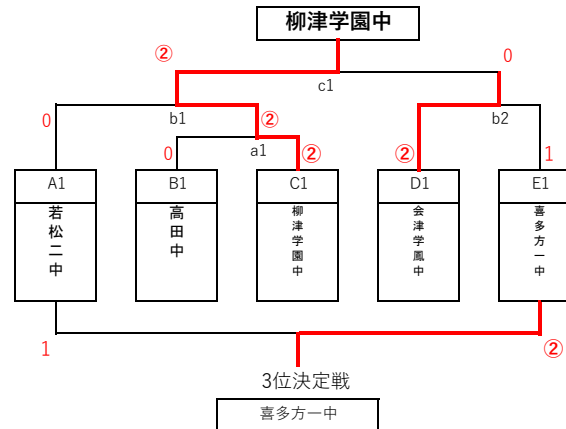 柳津学園中
②
0
c1
0
b1
②
b2
0
a1
②
②
1
A1
B1
C1
D1
E1
若松二中
高田中
柳津学園中
会津学鳳中
喜多方一中
1
②
3位決定戦
喜多方一中